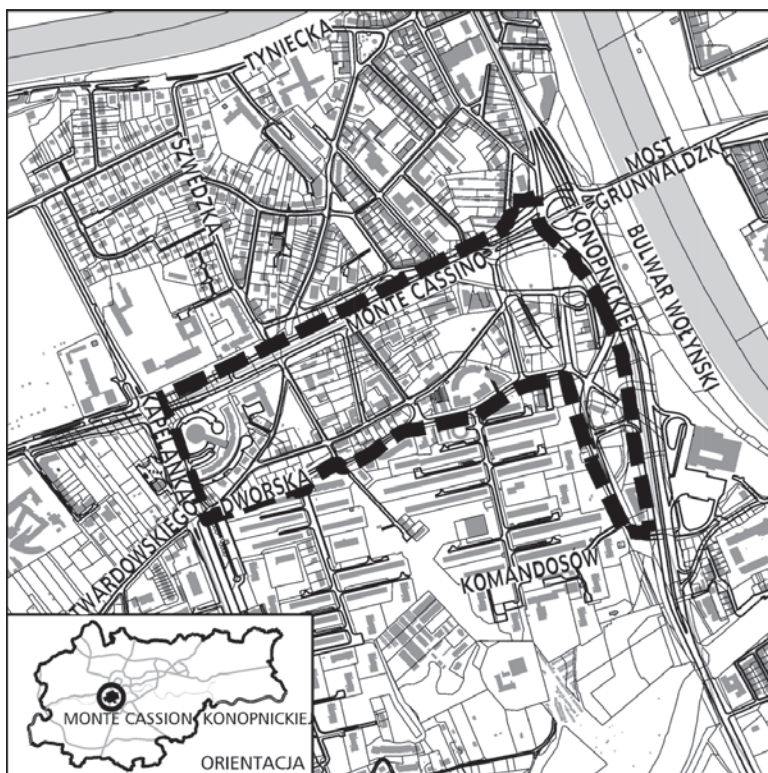 TYNIECKA
SZWEDZKA
MOST
GRUNWALDZKI
KONOPNICKIEJ
BULWAR WOŁYŃSKI
MONTE CASSINO
KAPELANKA
TWARDOWSKIEGO
DWORSKA
KOMANDOSÓW
MONTE CASSION, KONOPNICKIEJ
ORIENTACJA